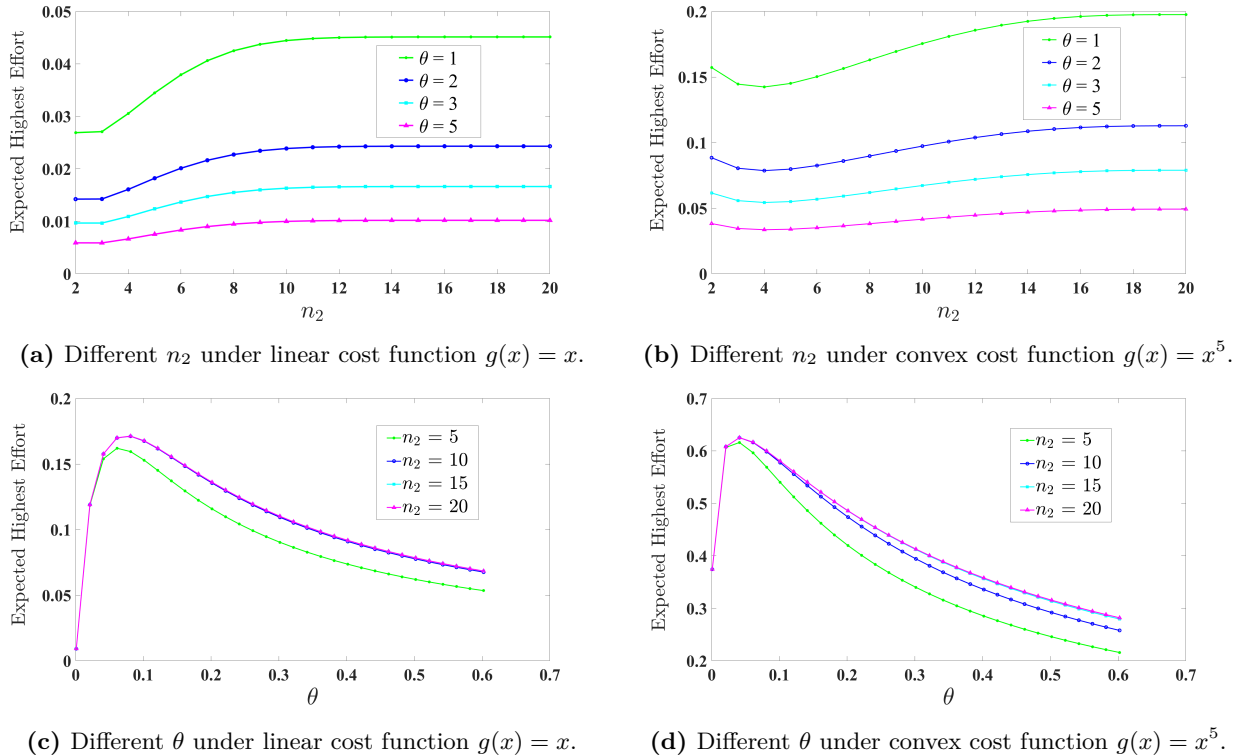 Expected Highest Effort
0.05
0.04
0.03
0.02
0.01
0
θ = 1
θ = 2
θ = 3
θ = 5
2 4 6 8 10 12 14 16 18 20
n₂
(a) Different n₂ under linear cost function g(x) = x.
Expected Highest Effort
0.2
0.15
0.1
0.05
0
θ = 1
θ = 2
θ = 3
θ = 5
2 4 6 8 10 12 14 16 18 20
n₂
(b) Different n₂ under convex cost function g(x) = x⁵.
Expected Highest Effort
0.2
0.15
0.1
0.05
0
n₂ = 5
n₂ = 10
n₂ = 15
n₂ = 20
0 0.1 0.2 0.3 0.4 0.5 0.6 0.7
θ
(c) Different θ under linear cost function g(x) = x.
Expected Highest Effort
0.7
0.6
0.5
0.4
0.3
0.2
n₂ = 5
n₂ = 10
n₂ = 15
n₂ = 20
0 0.1 0.2 0.3 0.4 0.5 0.6 0.7
θ
(d) Different θ under convex cost function g(x) = x�5.